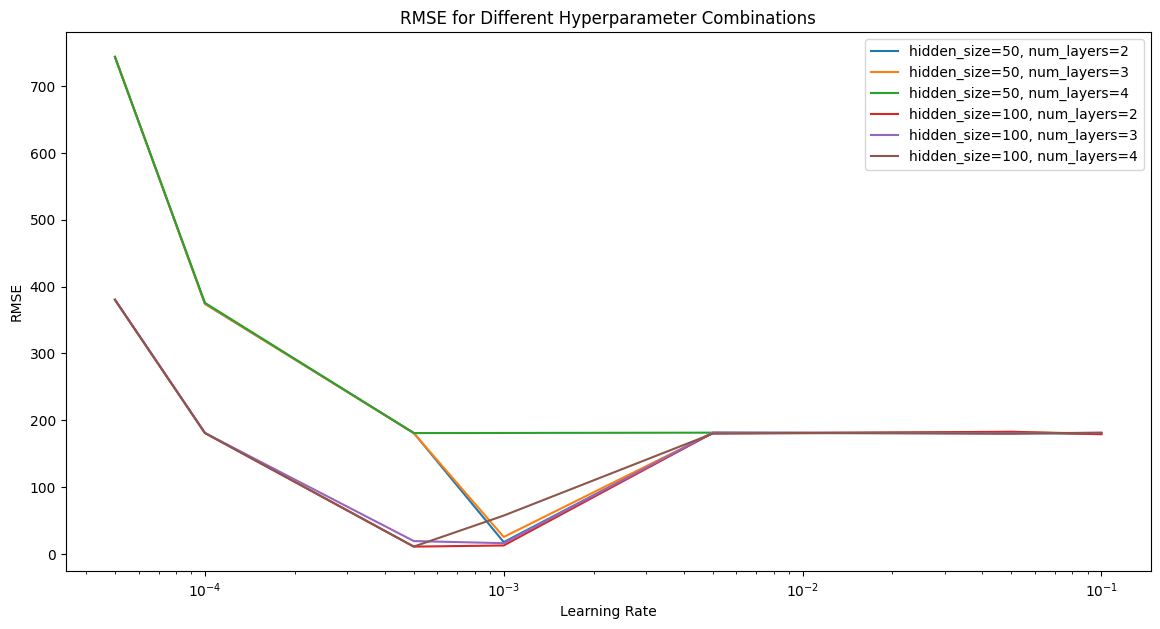 RMSE for Different Hyperparameter Combinations
hidden_size=50, num_layers=2
hidden_size=50, num_layers=3
hidden_size=50, num_layers=4
hidden_size=100, num_layers=2
hidden_size=100, num_layers=3
hidden_size=100, num_layers=4
RMSE
700
600
500
400
300
200
100
0
10⁻⁴ 10⁻³ 10⁻² 10⁻¹
Learning Rate